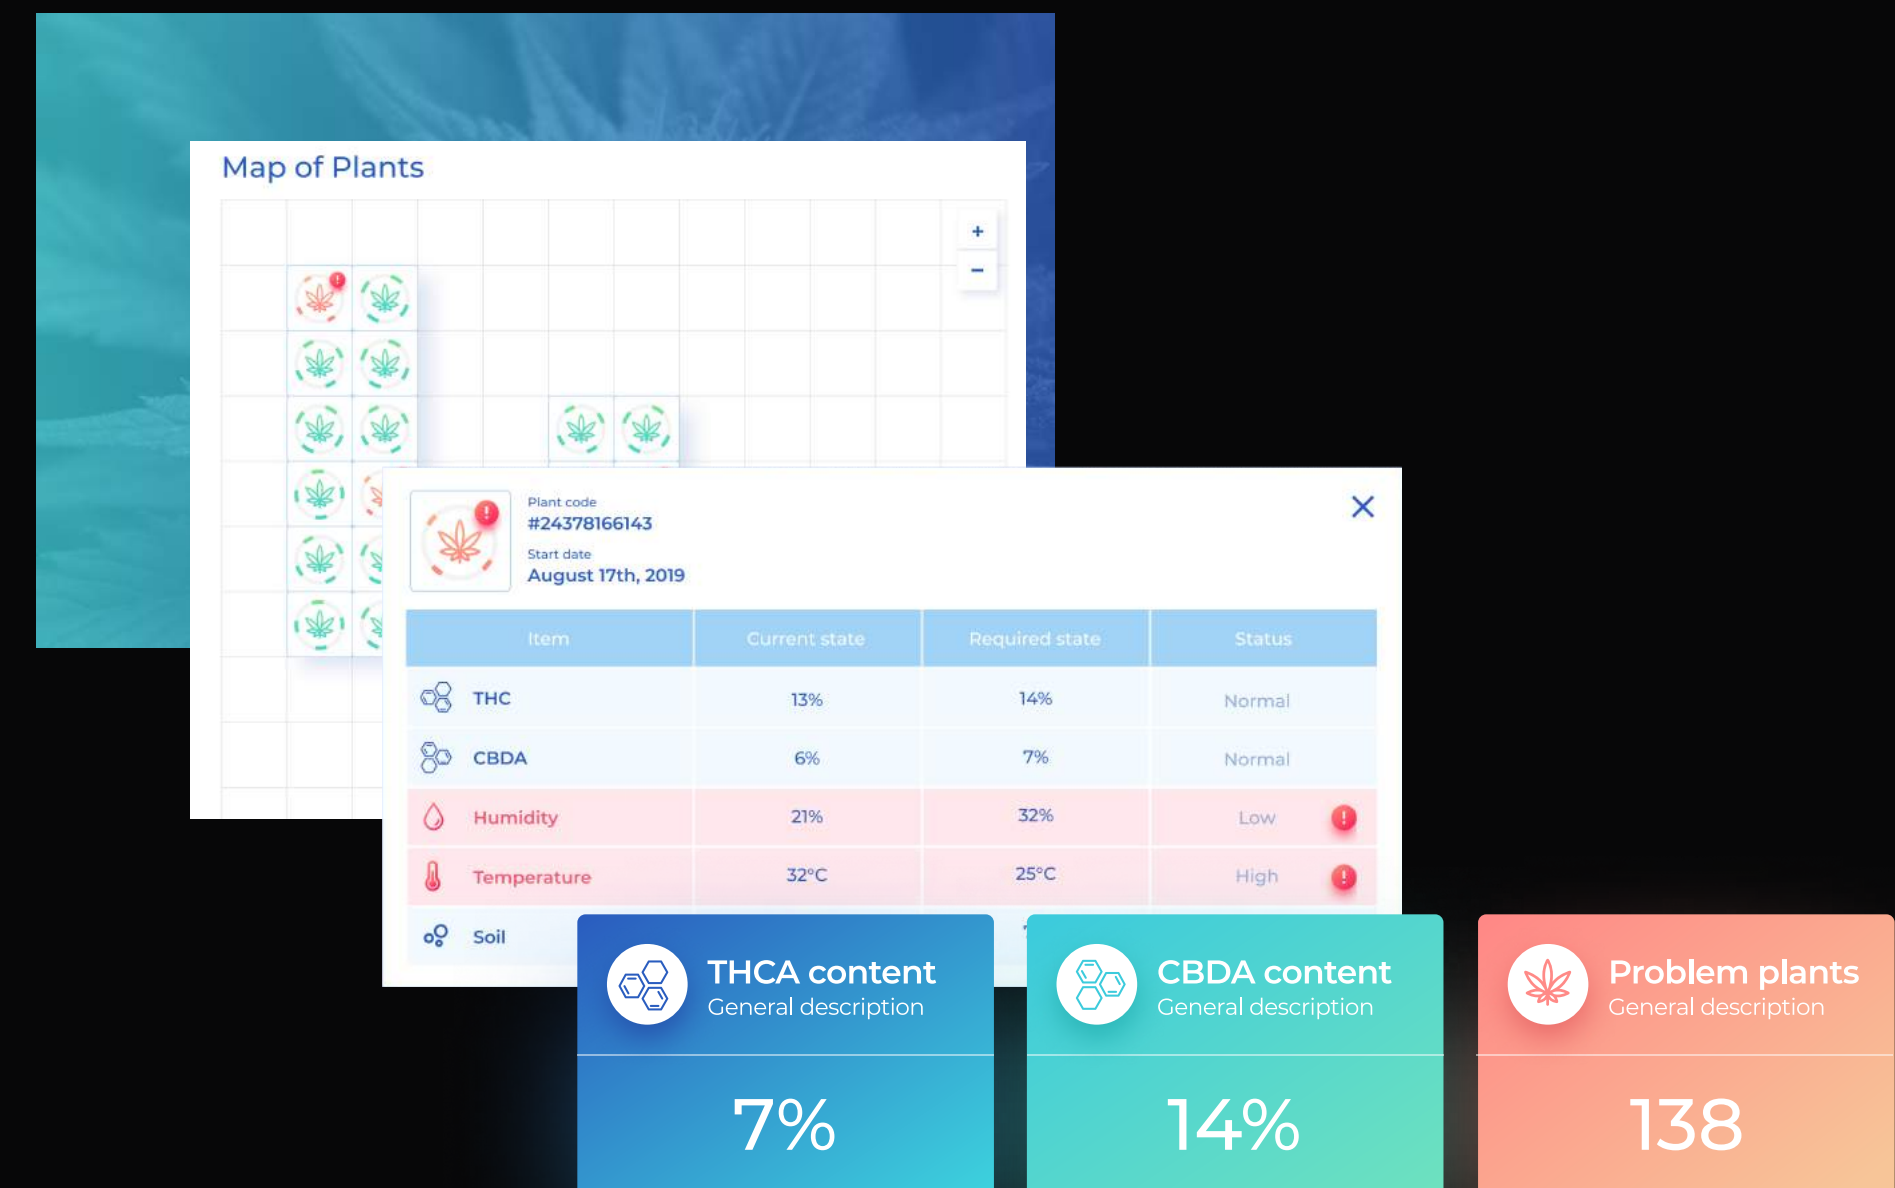 Map of Plants
+
−
Plant code
#24378166143
Start date
August 17th, 2019
Item Current state Required state Status
THC 13% 14% Normal
CBDA 6% 7% Normal
Humidity 21% 32% Low
Temperature 32°C 25°C High
Soil
THCA content
General description
7%
CBDA content
General description
14%
Problem plants
General description
138